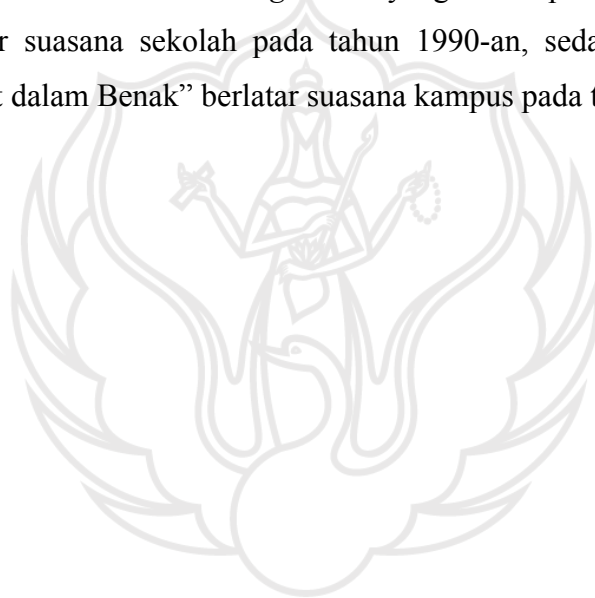 r suasana sekolah pada tahun 1990-an, seda
t dalam Benak” berlatar suasana kampus pada t